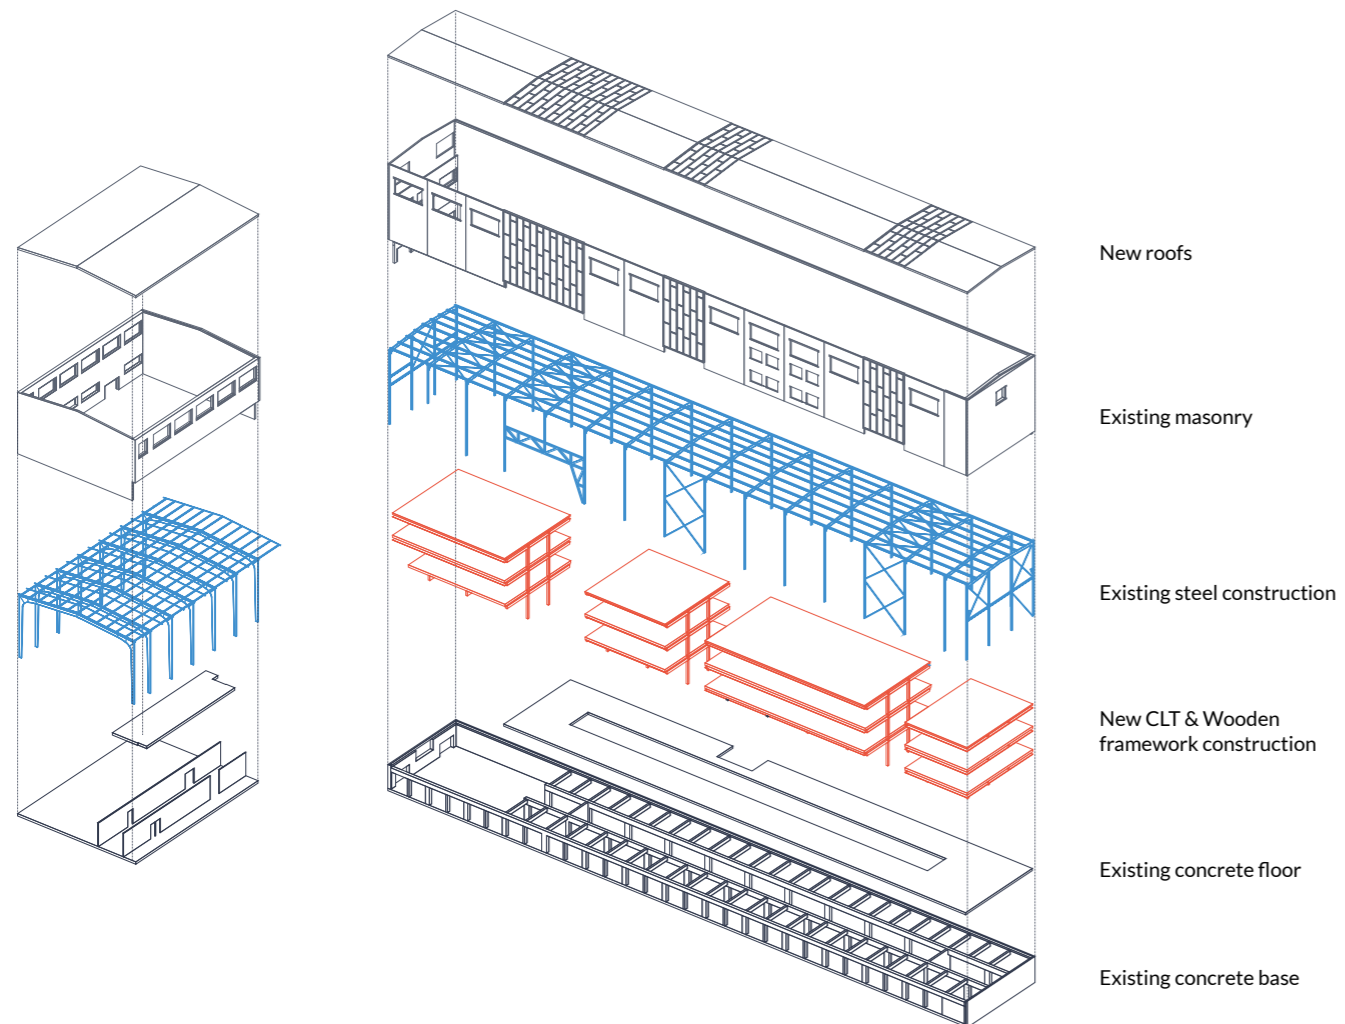 New roofs
Existing masonry
Existing steel construction
New CLT & Wooden
framework construction
Existing concrete floor
Existing concrete base